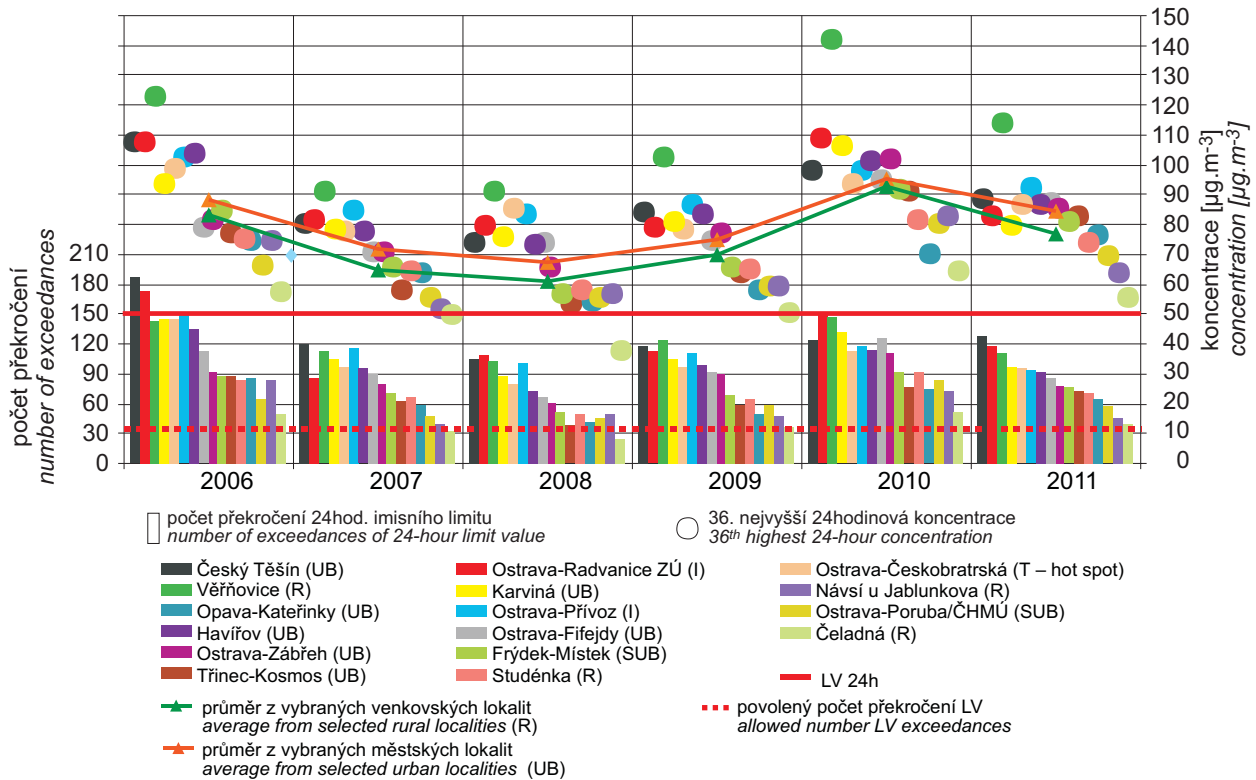 150
140
130
120
110
100
90
80
70
60
50
40
30
20
10
0
koncentrace [µg.m-³]
concentration [µg.m-³]
210
180
150
120
90
60
30
0
počet překročení
number of exceedances
2006 2007 2008 2009 2010 2011
počet překročení 24hod. imisního limitu
number of exceedances of 24-hour limit value
36. nejvyšší 24hodinová koncentrace
36th highest 24-hour concentration
Český Těšín (UB)
Věřňovice (R)
Opava-Kateřinky (UB)
Havířov (UB)
Ostrava-Zábřeh (UB)
Třinec-Kosmos (UB)
Ostrava-Radvanice ZÚ (I)
Karviná (UB)
Ostrava-Přívoz (I)
Ostrava-Fifejdy (UB)
Frýdek-Místek (SUB)
Studénka (R)
Ostrava-Českobratrská (T – hot spot)
Návsí u Jablunkova (R)
Ostrava-Poruba/ČHMÚ (SUB)
Čeladná (R)
LV 24h
průměr z vybraných venkovských lokalit
average from selected rural localities (R)
povolený počet překročení LV
allowed number LV exceedances
průměr z vybraných městských lokalit
average from selected urban localities (UB)